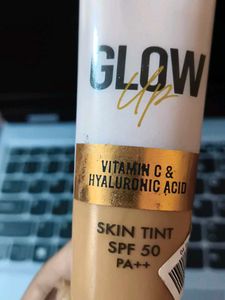 GLOW
Up
VITAMIN C &
HYALURONIC ACID
SKIN TINT
SPF 50
PA++